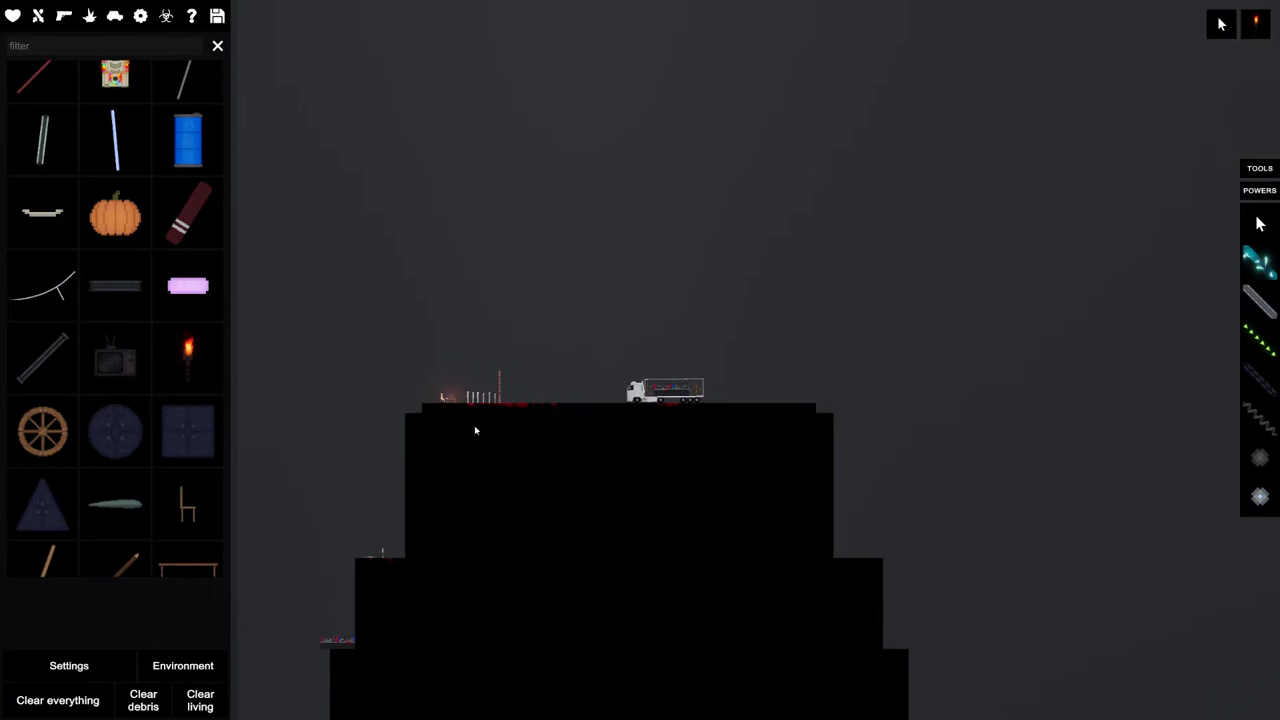 filter
TOOLS
POWERS
Settings
Environment
Clear everything
Clear
debris
Clear
living